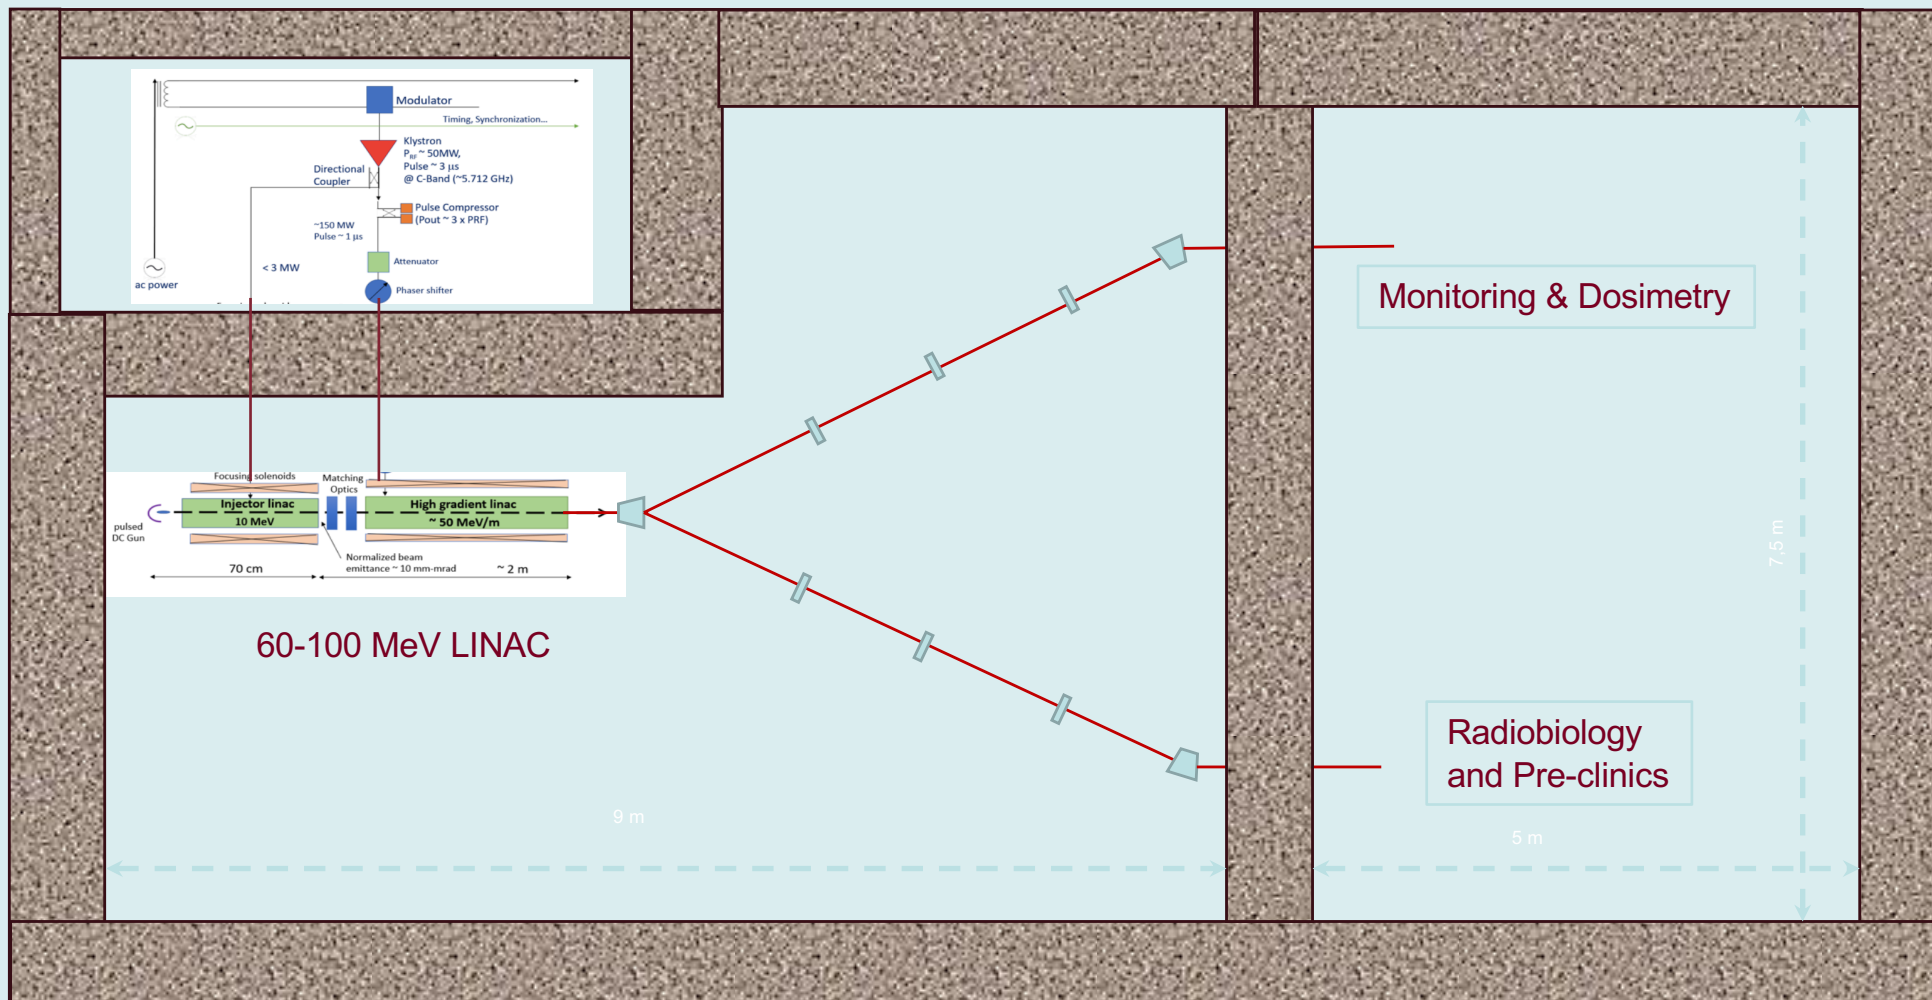 Modulator
Timing, Synchronization...
Klystron
P_RF ~ 50MW,
Pulse ~ 3 µs
@ C-Band (~5.712 GHz)
Directional
Coupler
Pulse Compressor
(Pout ~ 3 x PRF)
~150 MW
Pulse ~ 1 µs
Attenuator
< 3 MW
ac power
Phaser shifter
Monitoring & Dosimetry
Focusing solenoids
Matching
Optics
Injector linac
10 MeV
High gradient linac
~ 50 MeV/m
pulsed
DC Gun
Normalized beam
emittance ~ 10 mm-mrad
70 cm
~ 2 m
7,5 m
60-100 MeV LINAC
Radiobiology
and Pre-clinics
9 m
5 m